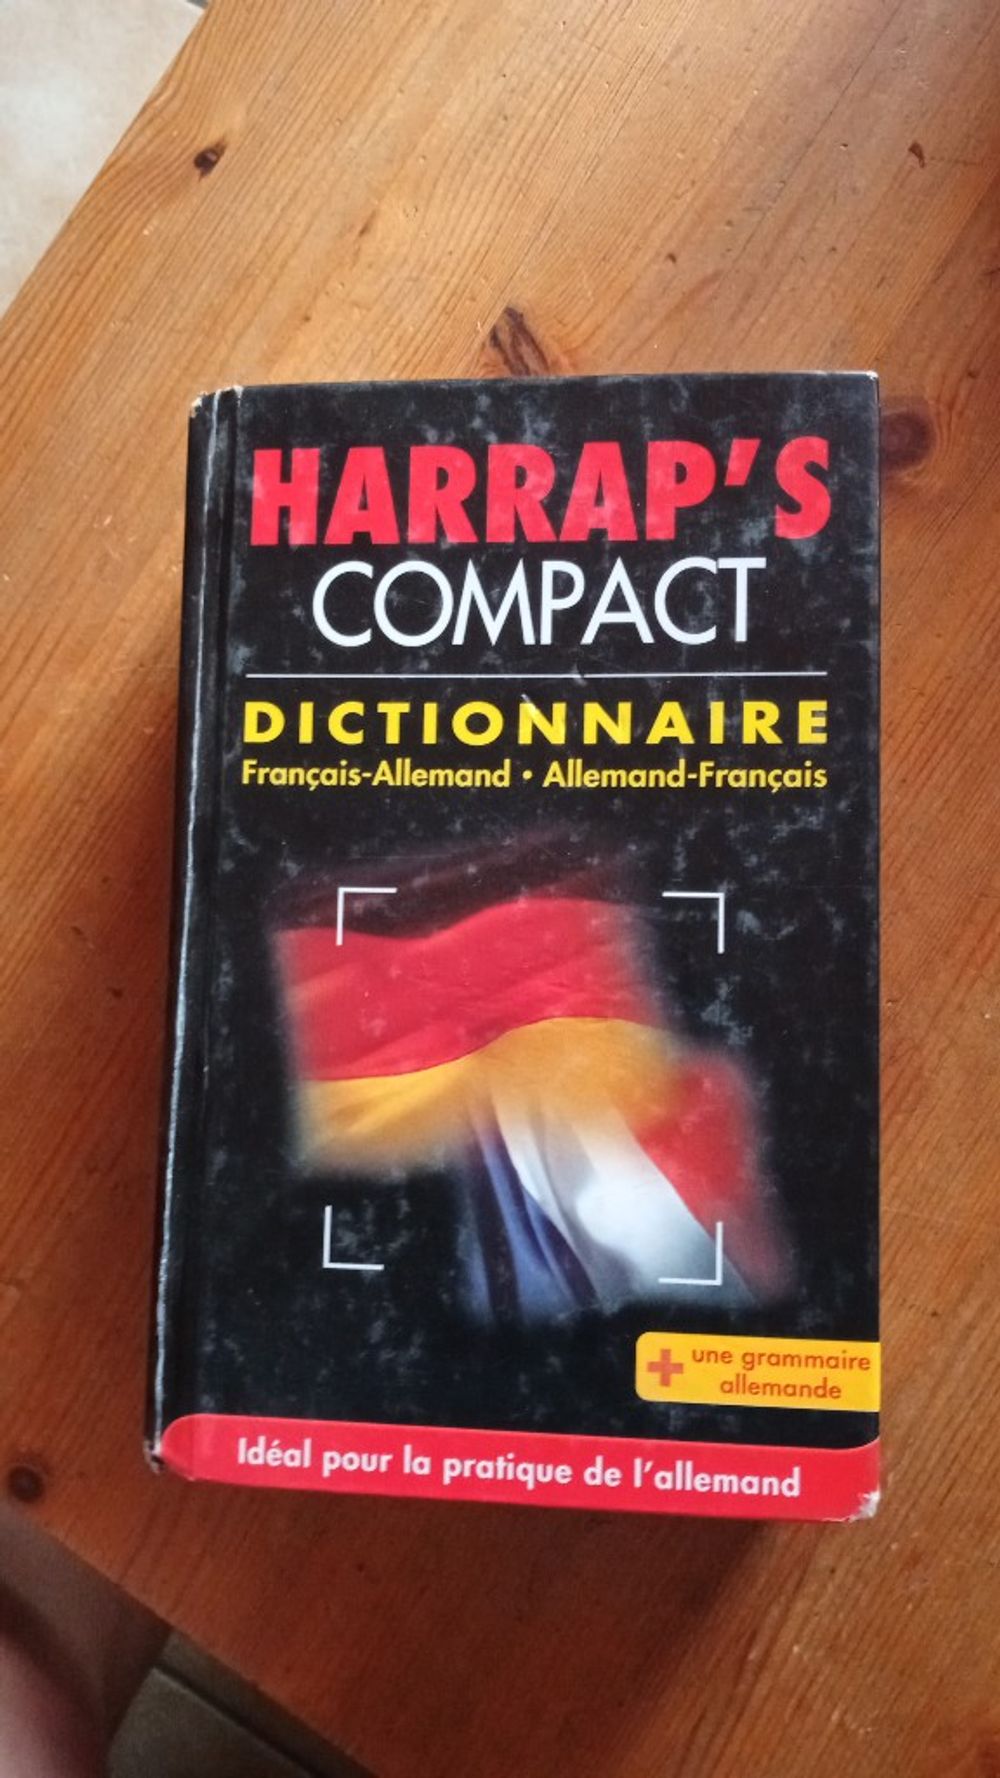 HARRAP'S
COMPACT
DICTIONNAIRE
Français-Allemand • Allemand-Français
+ une grammaire
allemande
Idéal pour la pratique de l'allemand